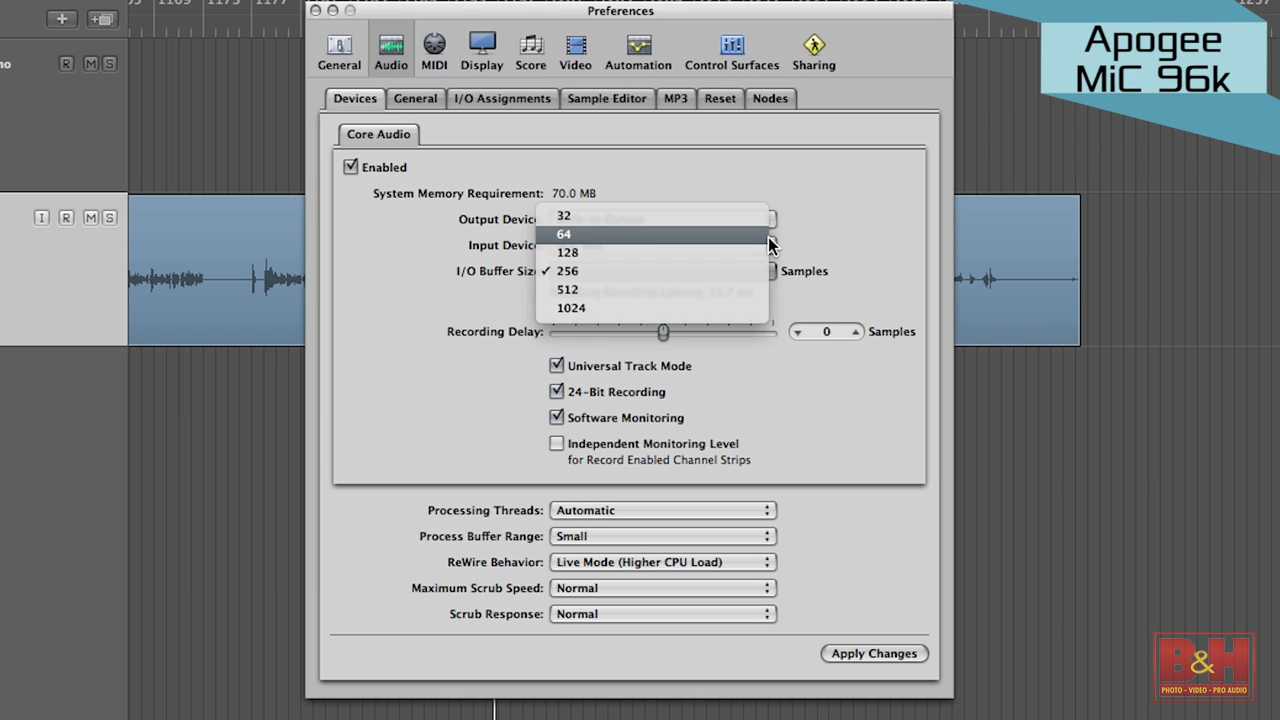 1169 1173 1177
Preferences
General Audio MIDI Display Score Video Automation Control Surfaces Sharing
Apogee
MiC 96k
R M S
Devices General I/O Assignments Sample Editor MP3 Reset Nodes
Core Audio
Enabled
System Memory Requirement: 70.0 MB
Output Devic
32
64
Input Devic
128
I/O Buffer Siz ✓ 256 Samples
512
1024
I R M S
Recording Delay: 0 Samples
Universal Track Mode
24-Bit Recording
Software Monitoring
Independent Monitoring Level
for Record Enabled Channel Strips
Processing Threads: Automatic
Process Buffer Range: Small
ReWire Behavior: Live Mode (Higher CPU Load)
Maximum Scrub Speed: Normal
Scrub Response: Normal
Apply Changes
B&H
PHOTO - VIDEO - PRO AUDIO